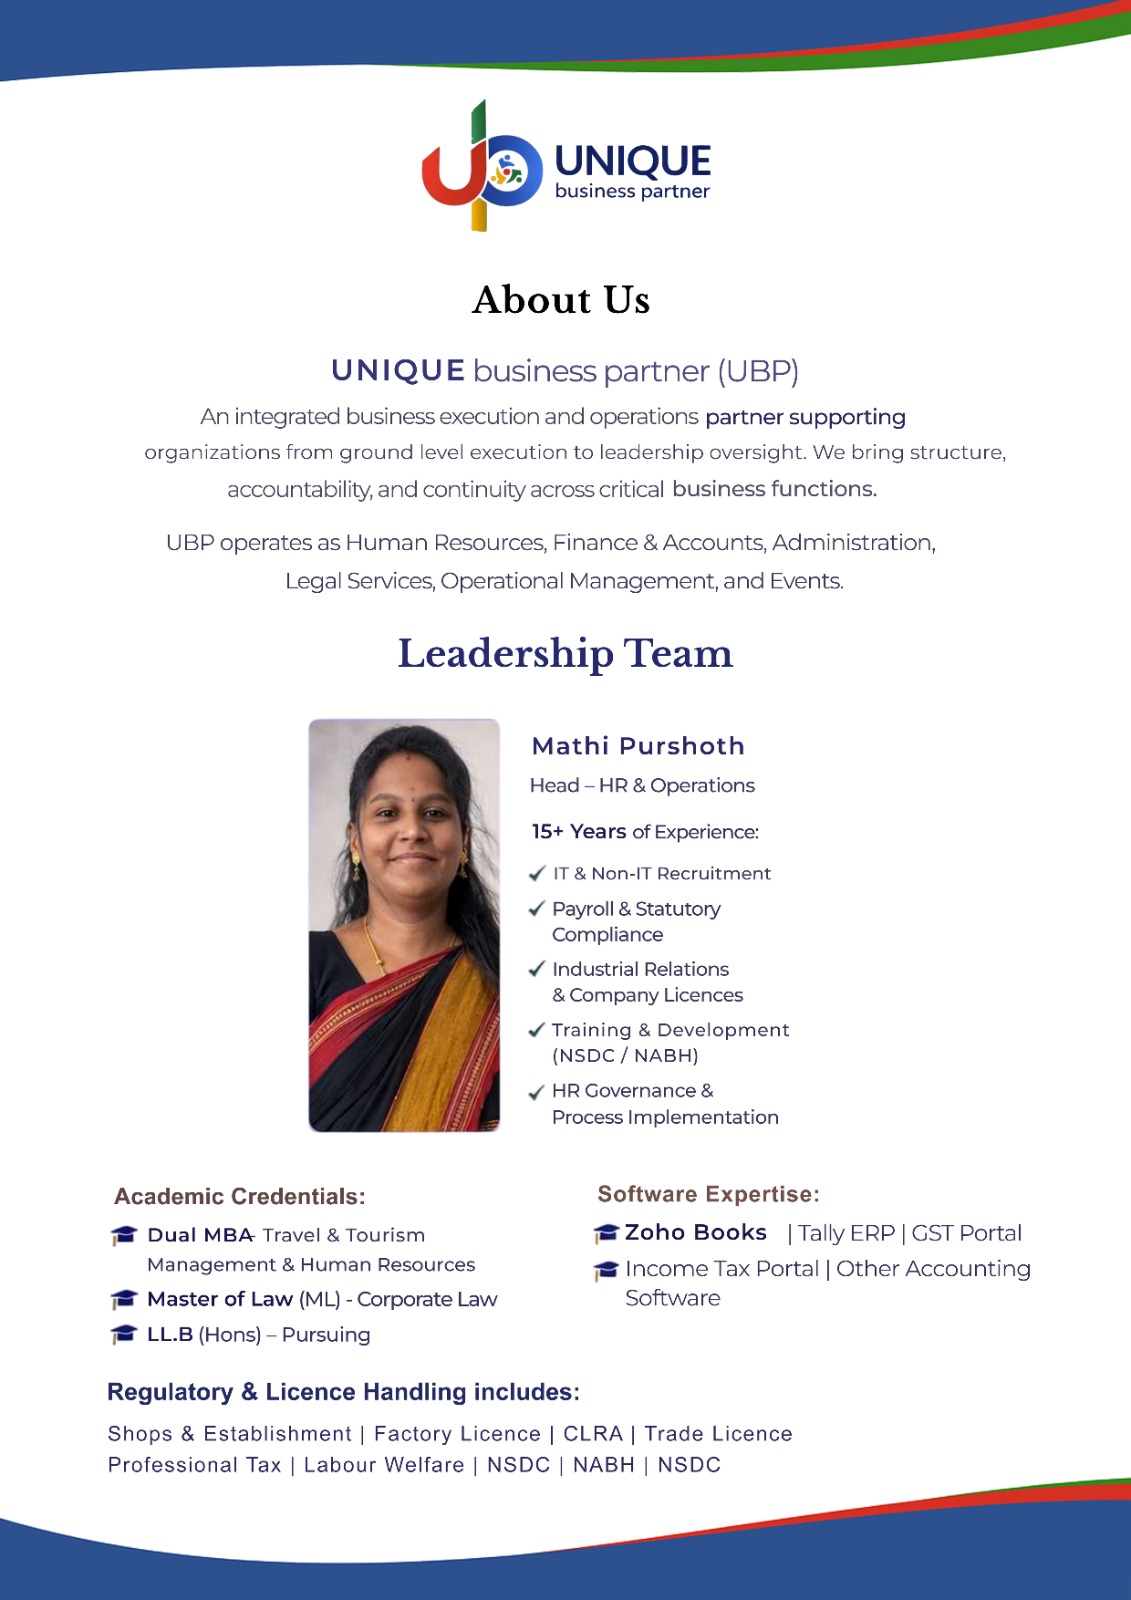 UNIQUE
business partner
About Us
UNIQUE business partner (UBP)
An integrated business execution and operations partner supporting
organizations from ground level execution to leadership oversight. We bring structure,
accountability, and continuity across critical business functions.
UBP operates as Human Resources, Finance & Accounts, Administration,
Legal Services, Operational Management, and Events.
Leadership Team
Mathi Purshoth
Head – HR & Operations
15+ Years of Experience:
✓ IT & Non-IT Recruitment
✓ Payroll & Statutory
Compliance
✓ Industrial Relations
& Company Licences
✓ Training & Development
(NSDC / NABH)
✓ HR Governance &
Process Implementation
Academic Credentials:
Dual MBA- Travel & Tourism
Management & Human Resources
Master of Law (ML) - Corporate Law
LL.B (Hons) – Pursuing
Software Expertise:
Zoho Books | Tally ERP | GST Portal
Income Tax Portal | Other Accounting
Software
Regulatory & Licence Handling includes:
Shops & Establishment | Factory Licence | CLRA | Trade Licence
Professional Tax | Labour Welfare | NSDC | NABH | NSDC